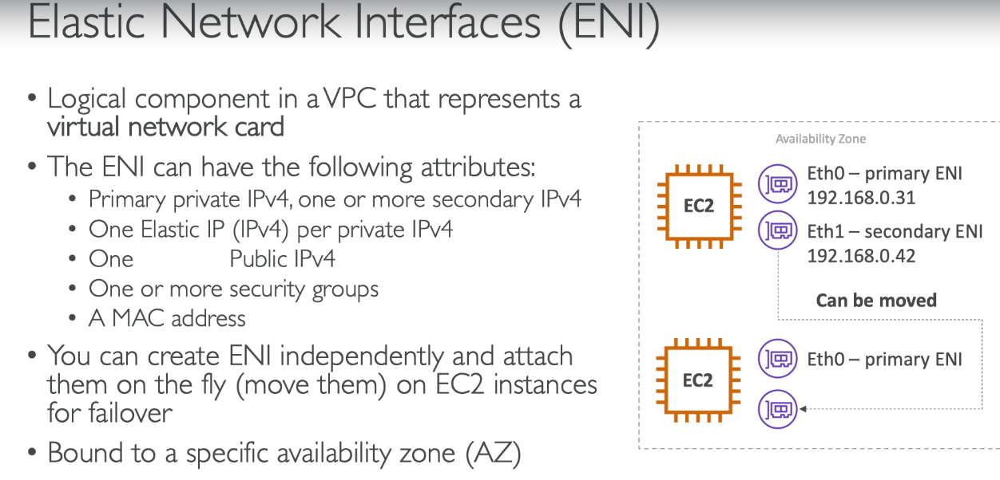 Elastic Network Interfaces (ENI)
• Logical component in a VPC that represents a
virtual network card
• The ENI can have the following attributes:
• Primary private IPv4, one or more secondary IPv4
• One Elastic IP (IPv4) per private IPv4
• One Public IPv4
• One or more security groups
• A MAC address
• You can create ENI independently and attach
them on the fly (move them) on EC2 instances
for failover
• Bound to a specific availability zone (AZ)
Availability Zone
EC2
Eth0 – primary ENI
192.168.0.31
Eth1 – secondary ENI
192.168.0.42
Can be moved
EC2
Eth0 – primary ENI